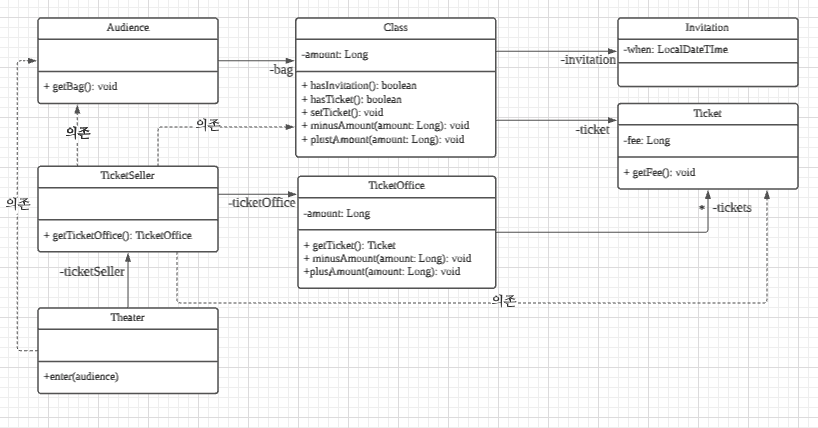 Audience
+ getBag(): void
Class
-amount: Long
+ hasInvitation(): boolean
+ hasTicket(): boolean
+ setTicket(): void
+ minusAmount(amount: Long): void
+ plustAmount(amount: Long): void
Invitation
-when: LocalDateTIme
-bag
-invitation
Ticket
-fee: Long
+ getFee(): void
-ticket
의존
의존
의존
TicketSeller
+ getTicketOffice(): TicketOffice
-ticketOffice
TicketOffice
-amount: Long
+ getTicket(): Ticket
+ minusAmount(amount: Long): void
+plusAmount(amount: Long): void
* -tickets
-ticketSeller
의존
Theater
+enter(audience)